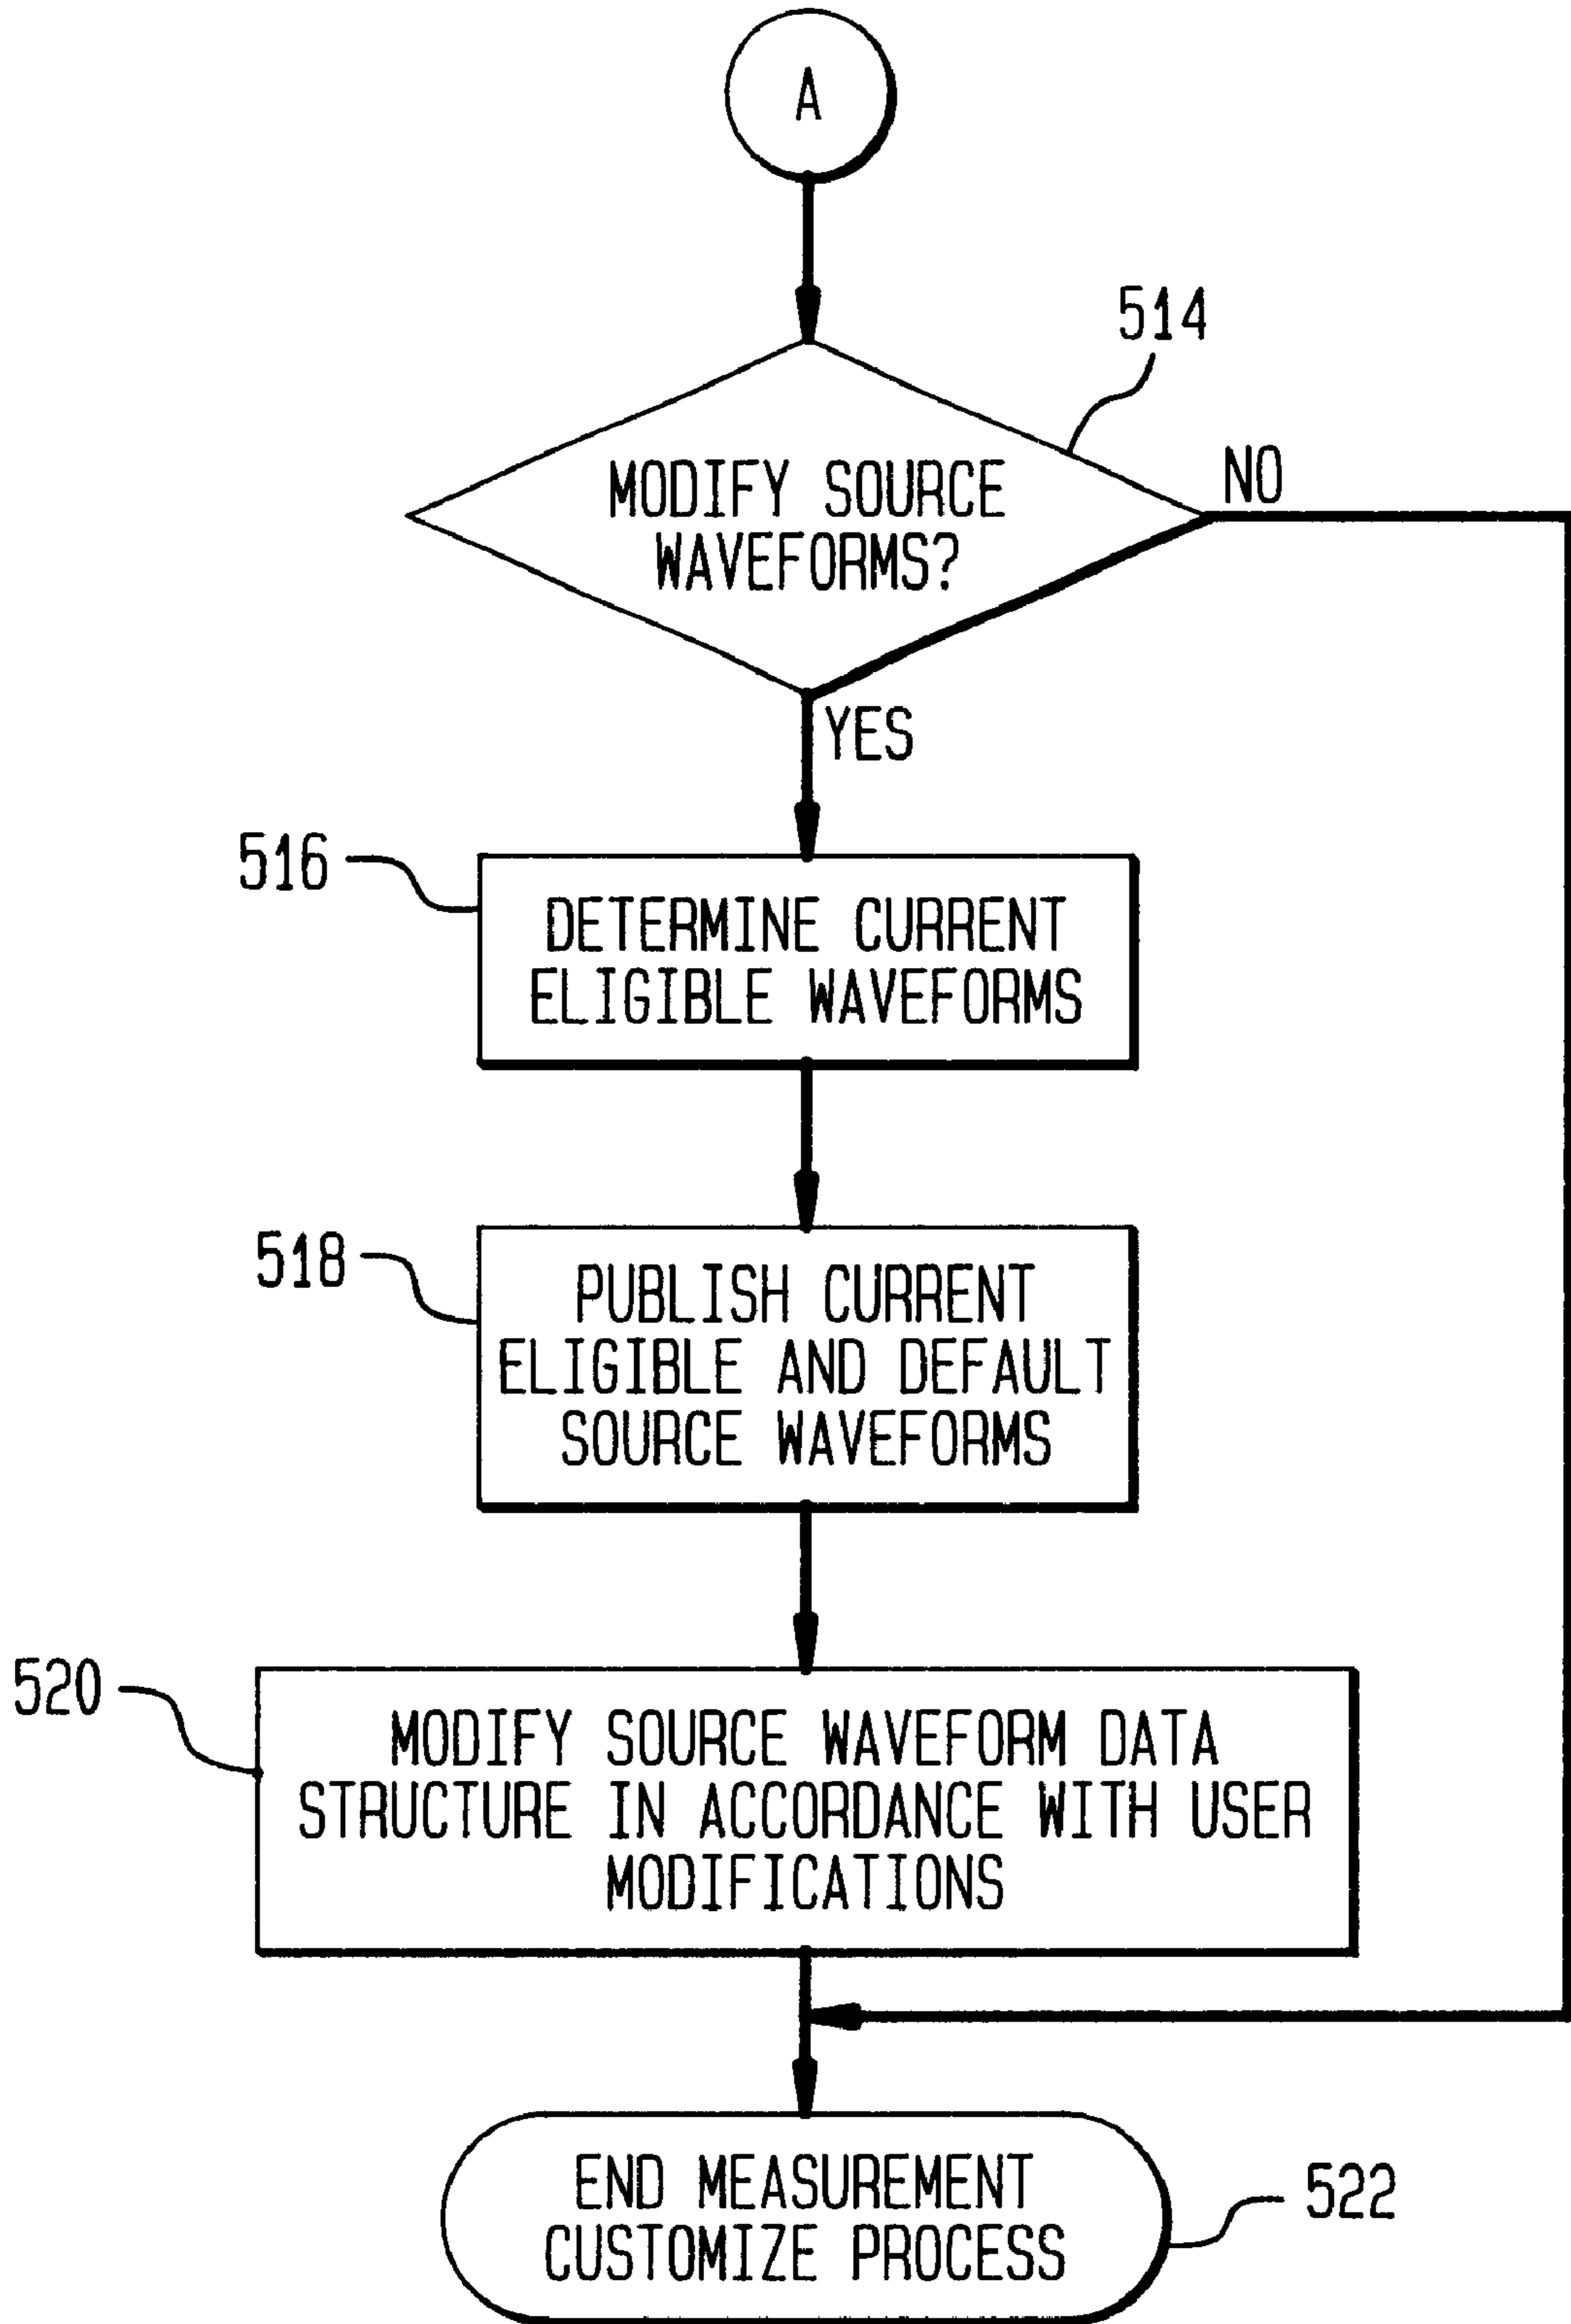 A
514
MODIFY SOURCE
WAVEFORMS?
NO
YES
516
DETERMINE CURRENT
ELIGIBLE WAVEFORMS
518
PUBLISH CURRENT
ELIGIBLE AND DEFAULT
SOURCE WAVEFORMS
520
MODIFY SOURCE WAVEFORM DATA
STRUCTURE IN ACCORDANCE WITH USER
MODIFICATIONS
END MEASUREMENT
CUSTOMIZE PROCESS
522